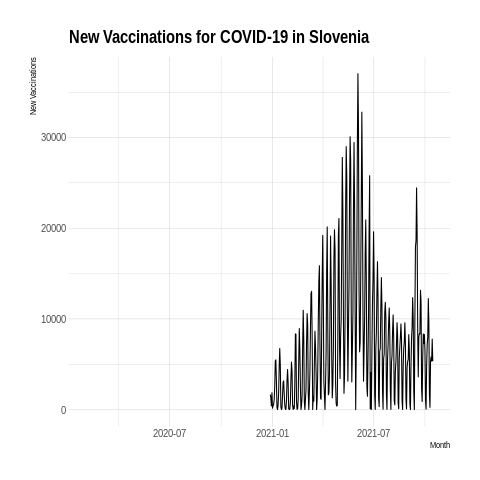 New Vaccinations for COVID-19 in Slovenia
New Vaccinations
30000
20000
10000
0
2020-07
2021-01
2021-07
Month